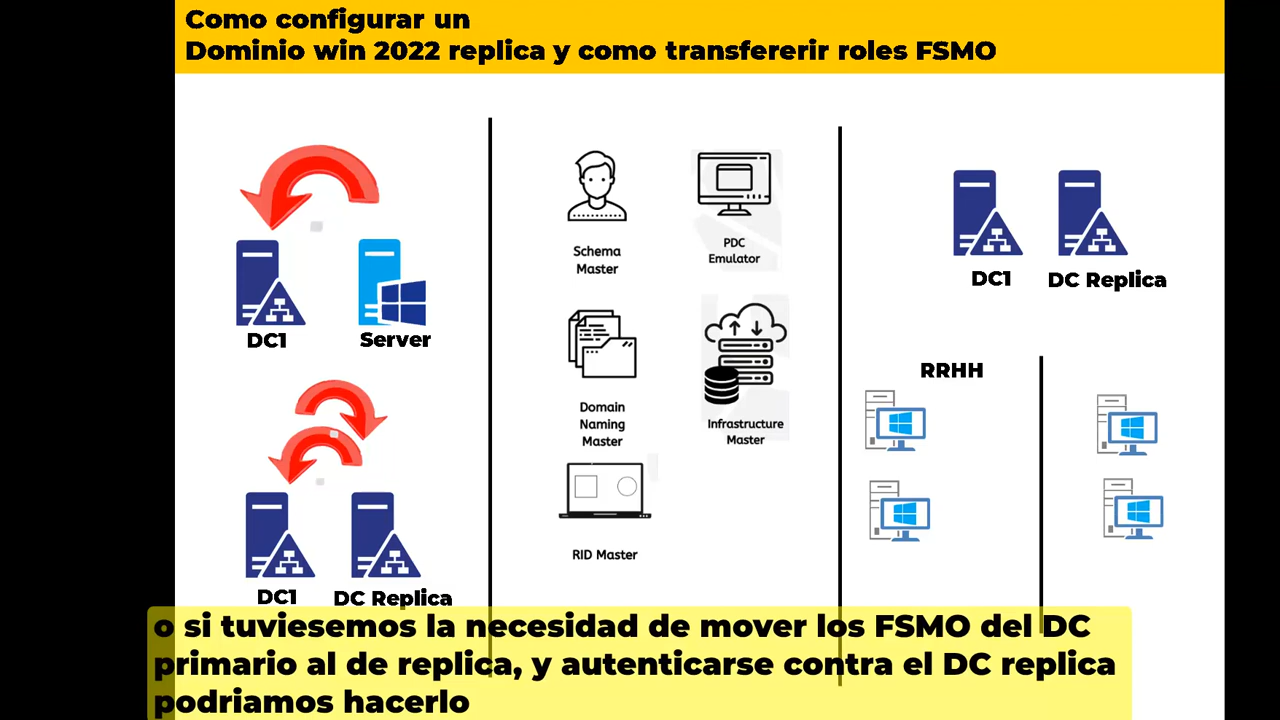 Como configurar un
Dominio win 2022 replica y como transfererir roles FSMO
DC1
Server
DC1
DC Replica
Schema
Master
PDC
Emulator
Domain
Naming
Master
Infrastructure
Master
RID Master
DC1
DC Replica
RRHH
o si tuviesemos la necesidad de mover los FSMO del DC
primario al de replica, y autenticarse contra el DC replica
podriamos hacerlo